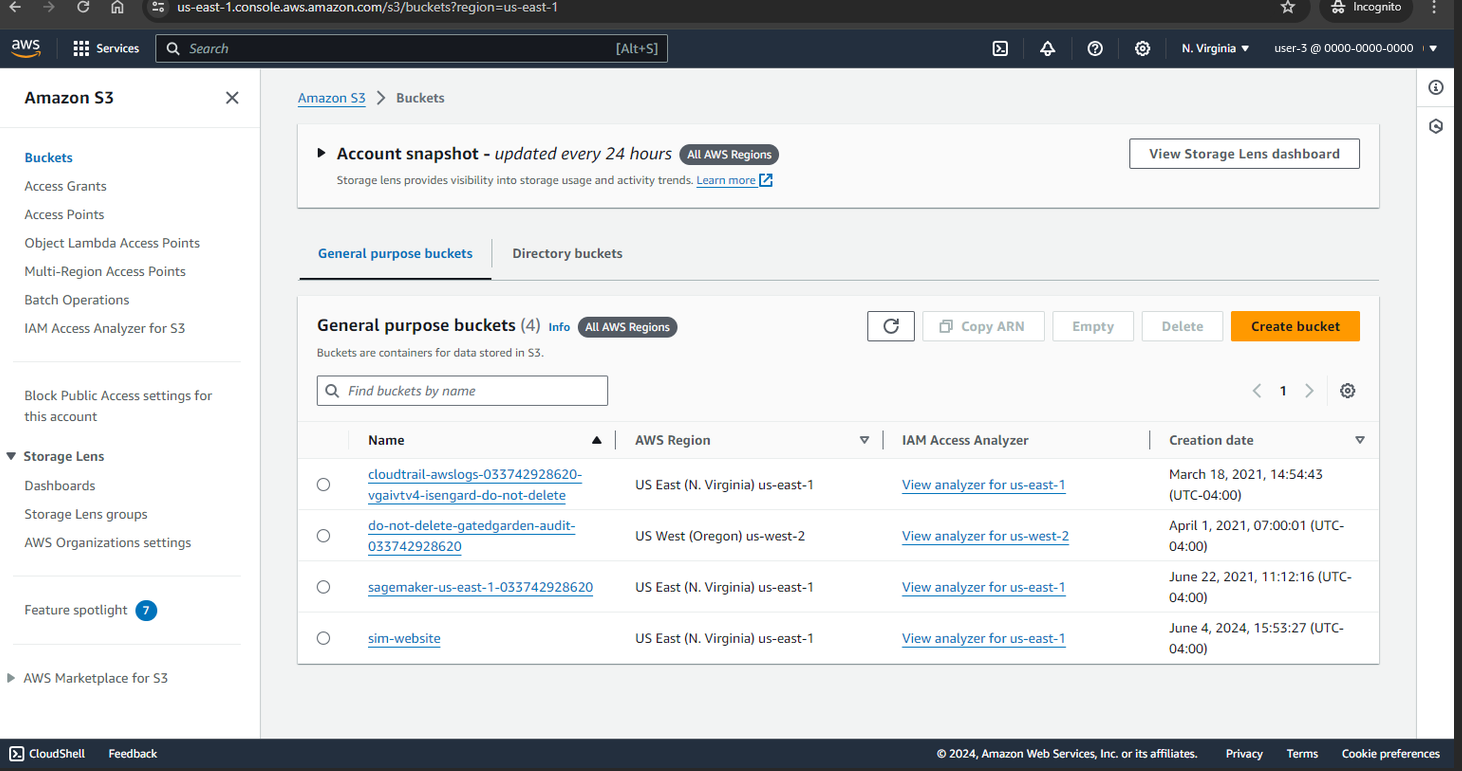 us-east-1.console.aws.amazon.com/s3/buckets?region=us-east-1
Incognito
aws
Services
Search
[Alt+S]
N. Virginia
user-3 @ 0000-0000-0000
Amazon S3
Buckets
Access Grants
Access Points
Object Lambda Access Points
Multi-Region Access Points
Batch Operations
IAM Access Analyzer for S3
Block Public Access settings for
this account
Storage Lens
Dashboards
Storage Lens groups
AWS Organizations settings
Feature spotlight 7
AWS Marketplace for S3
Amazon S3 > Buckets
Account snapshot - updated every 24 hours All AWS Regions
Storage lens provides visibility into storage usage and activity trends. Learn more
View Storage Lens dashboard
General purpose buckets
Directory buckets
General purpose buckets (4) Info All AWS Regions
Buckets are containers for data stored in S3.
Copy ARN
Empty
Delete
Create bucket
Find buckets by name
1
Name AWS Region IAM Access Analyzer Creation date
cloudtrail-awslogs-033742928620-
vgaivtv4-isengard-do-not-delete
US East (N. Virginia) us-east-1
View analyzer for us-east-1
March 18, 2021, 14:54:43
(UTC-04:00)
do-not-delete-gatedgarden-audit-
033742928620
US West (Oregon) us-west-2
View analyzer for us-west-2
April 1, 2021, 07:00:01 (UTC-
04:00)
sagemaker-us-east-1-033742928620
US East (N. Virginia) us-east-1
View analyzer for us-east-1
June 22, 2021, 11:12:16 (UTC-
04:00)
sim-website
US East (N. Virginia) us-east-1
View analyzer for us-east-1
June 4, 2024, 15:53:27 (UTC-
04:00)
CloudShell
Feedback
© 2024, Amazon Web Services, Inc. or its affiliates.
Privacy
Terms
Cookie preferences